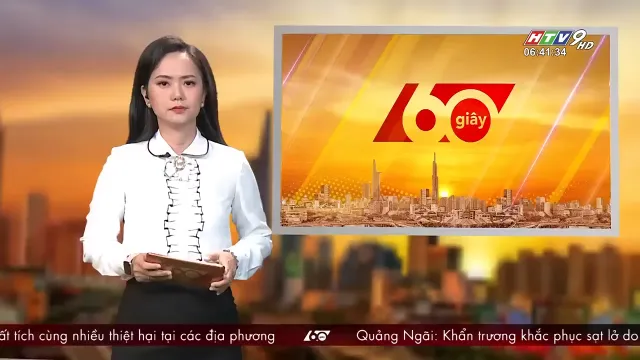 HTV9 HD
06:41:34
60 giây
ất tích cùng nhiều thiệt hại tại các địa phương 60 Quảng Ngãi: Khẩn trương khắc phục sạt lở do